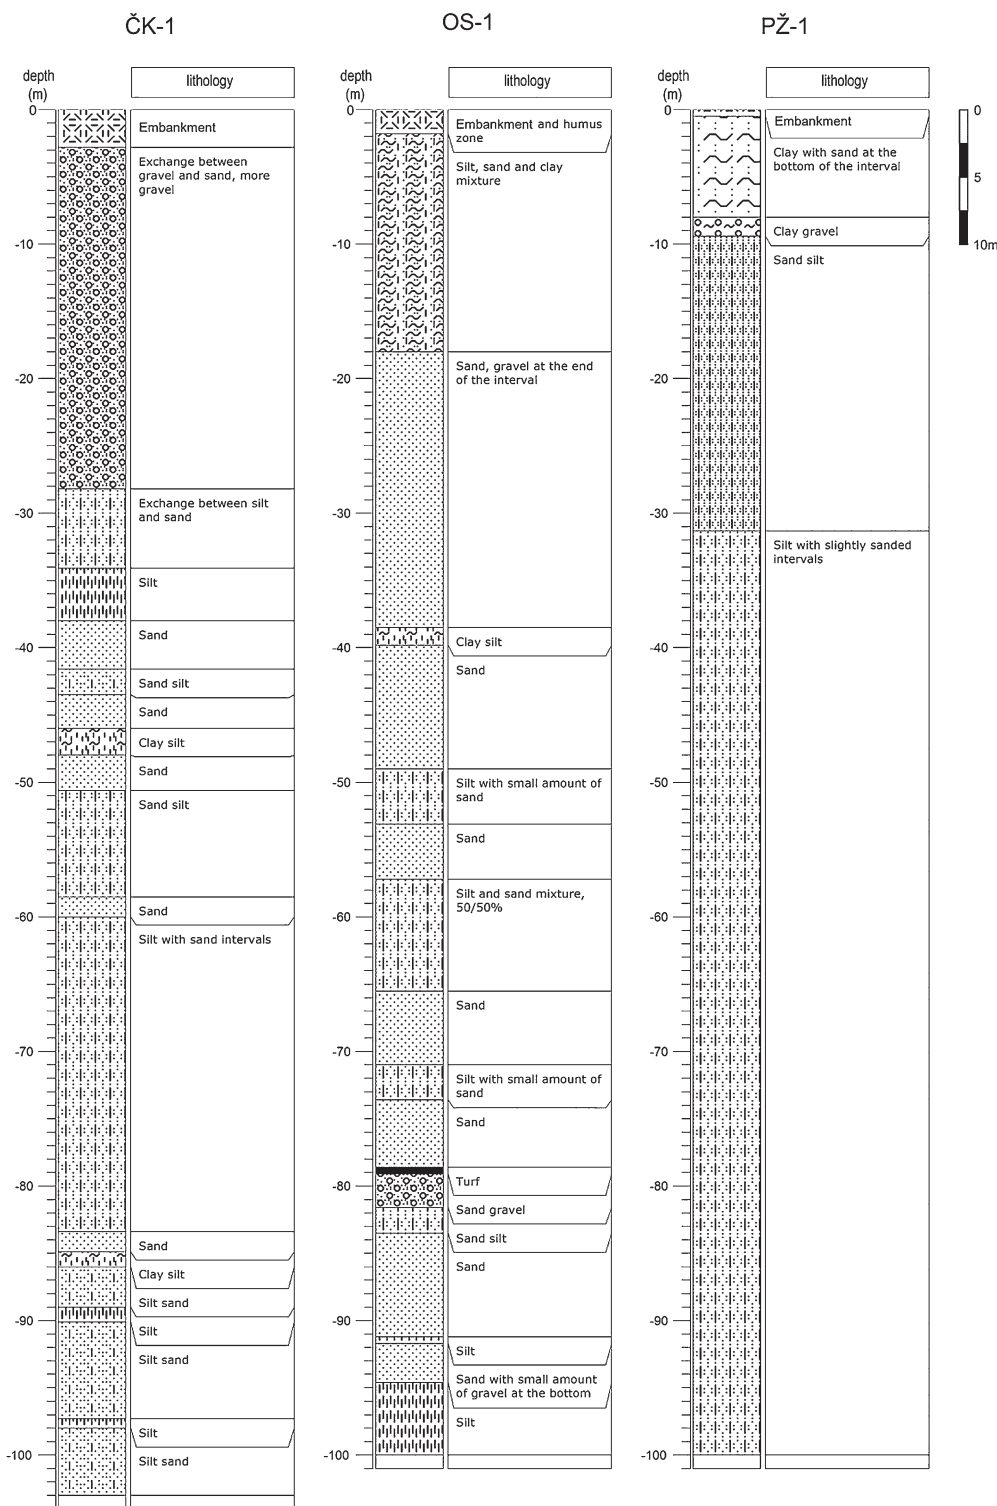 ČK-1
OS-1
PŽ-1
depth
(m)
lithology
0
-10
-20
-30
-40
-50
-60
-70
-80
-90
-100
Embankment
Exchange between
gravel and sand, more
gravel
Exchange between silt
and sand
Silt
Sand
Sand silt
Sand
Clay silt
Sand
Sand silt
Sand
Silt with sand intervals
Sand
Clay silt
Silt sand
Silt
Silt sand
Silt
Silt sand
depth
(m)
lithology
0
-10
-20
-30
-40
-50
-60
-70
-80
-90
-100
Embankment and humus
zone
Silt, sand and clay
mixture
Sand, gravel at the end
of the interval
Clay silt
Sand
Silt with small amount of
sand
Sand
Silt and sand mixture,
50/50%
Sand
Silt with small amount of
sand
Sand
Turf
Sand gravel
Sand silt
Sand
Silt
Sand with small amount
of gravel at the bottom
Silt
depth
(m)
lithology
0
-10
-20
-30
-40
-50
-60
-70
-80
-90
-100
Embankment
Clay with sand at the
bottom of the interval
Clay gravel
Sand silt
Silt with slightly sanded
intervals
0
5
10m